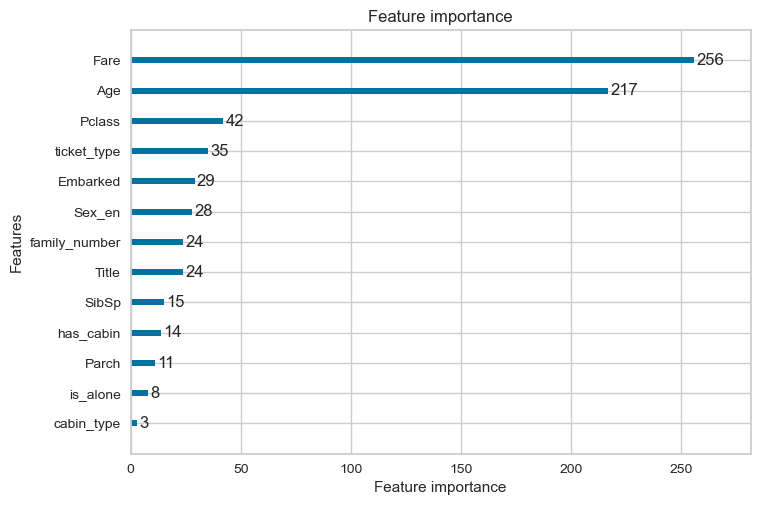 Feature importance
Features
Fare 256
Age 217
Pclass 42
ticket_type 35
Embarked 29
Sex_en 28
family_number 24
Title 24
SibSp 15
has_cabin 14
Parch 11
is_alone 8
cabin_type 3
0 50 100 150 200 250
Feature importance